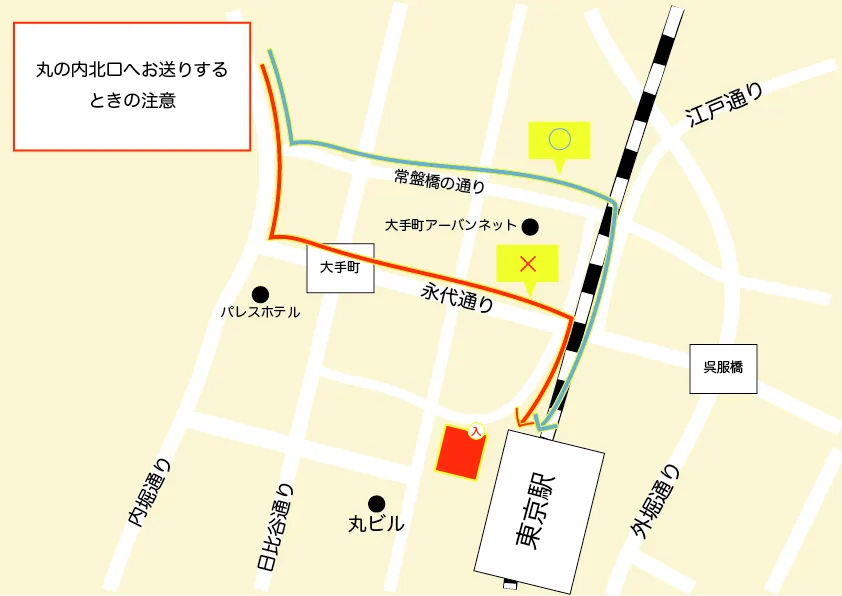 丸の内北口へお送りする
ときの注意
江戸通り
○
常盤橋の通り
大手町アーバンネット
×
大手町
永代通り
パレスホテル
呉服橋
入
内堀通り
日比谷通り
丸ビル
東京駅
外堀通り